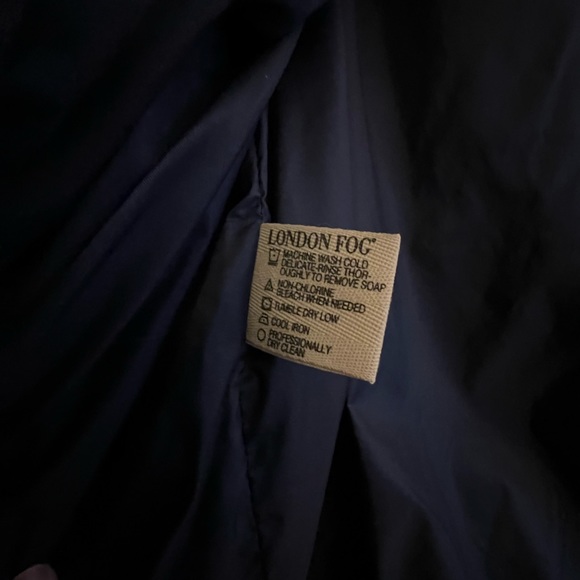 LONDON FOG®
MACHINE WASH COLD
DELICATE-RINSE THOR-
OUGHLY TO REMOVE SOAP
NON-CHLORINE
BLEACH WHEN NEEDED
TUMBLE DRY LOW
COOL IRON
PROFESSIONALLY
DRY CLEAN